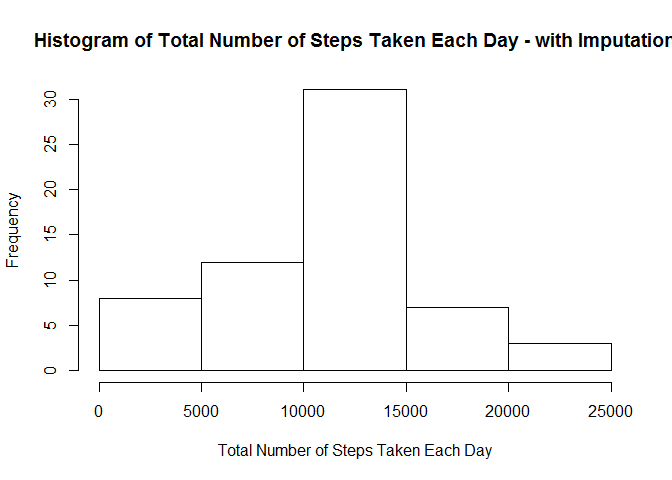 Histogram of Total Number of Steps Taken Each Day - with Imputation
Frequency
30
25
20
15
10
5
0
0 5000 10000 15000 20000 25000
Total Number of Steps Taken Each Day